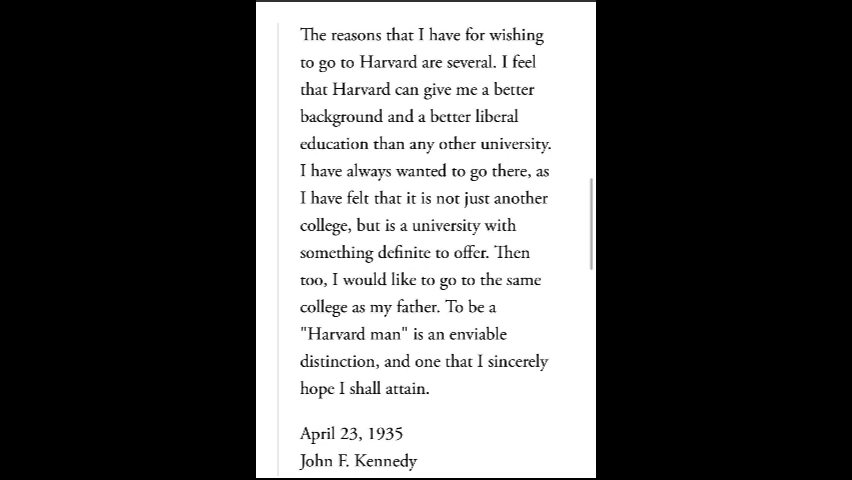 The reasons that I have for wishing
to go to Harvard are several. I feel
that Harvard can give me a better
background and a better liberal
education than any other university.
I have always wanted to go there, as
I have felt that it is not just another
college, but is a university with
something definite to offer. Then
too, I would like to go to the same
college as my father. To be a
"Harvard man" is an enviable
distinction, and one that I sincerely
hope I shall attain.
April 23, 1935
John F. Kennedy